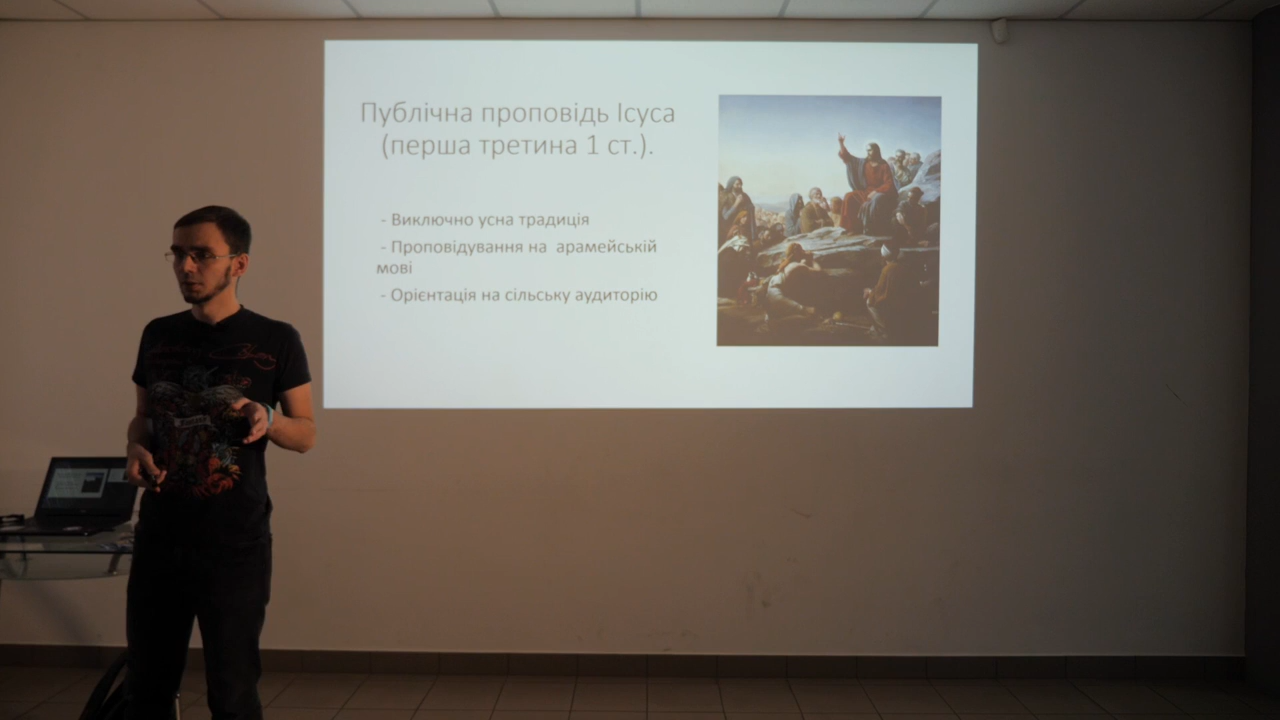 Публічна проповідь Ісуса
(перша третина 1 ст.).
- Виключно усна традиція
- Проповідування на арамейській
мові
- Орієнтація на сільську аудиторію